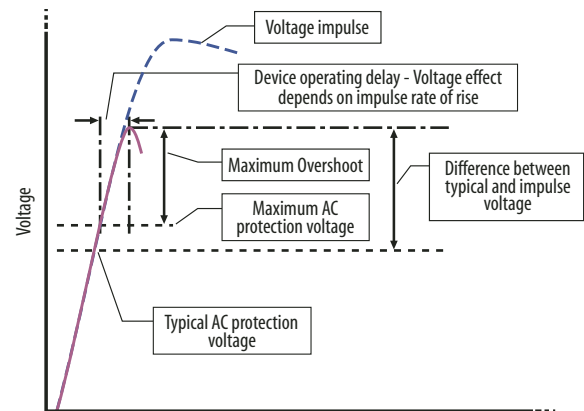 Voltage impulse
Device operating delay - Voltage effect
depends on impulse rate of rise
Maximum Overshoot
Difference between
typical and impulse
voltage
Maximum AC
protection voltage
Voltage
Typical AC protection
voltage